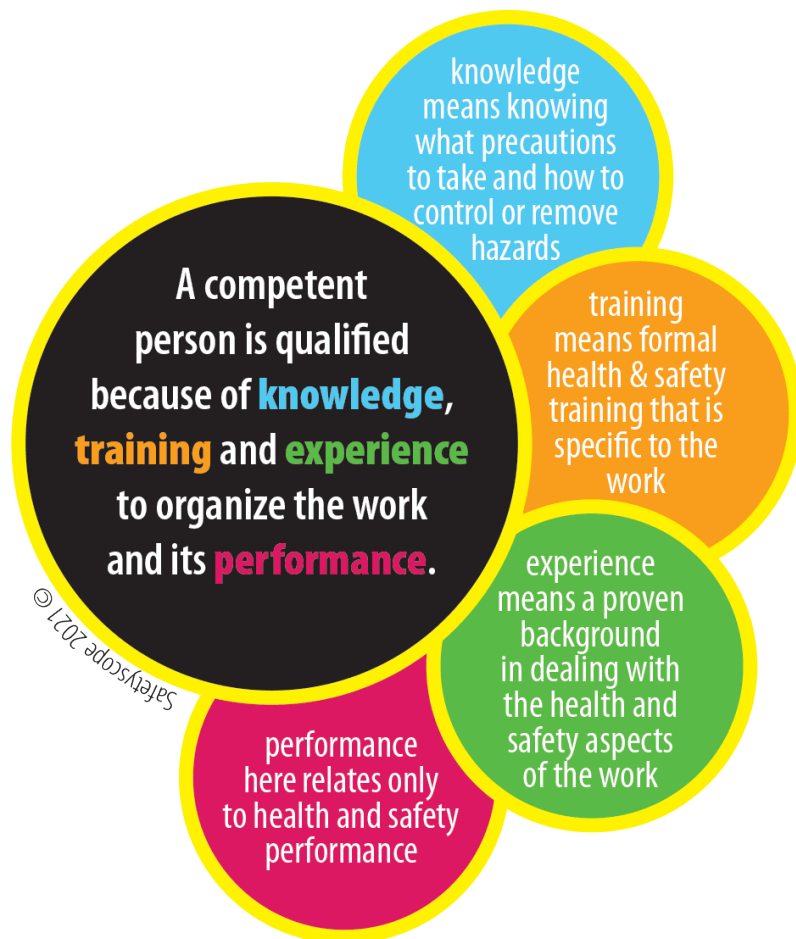 knowledge
means knowing
what precautions
to take and how to
control or remove
hazards
A competent
person is qualified
because of knowledge,
training and experience
to organize the work
and its performance.
training
means formal
health & safety
training that is
specific to the
work
experience
means a proven
background
in dealing with
the health and
safety aspects
of the work
performance
here relates only
to health and safety
performance
Safetyscope 2021 ©